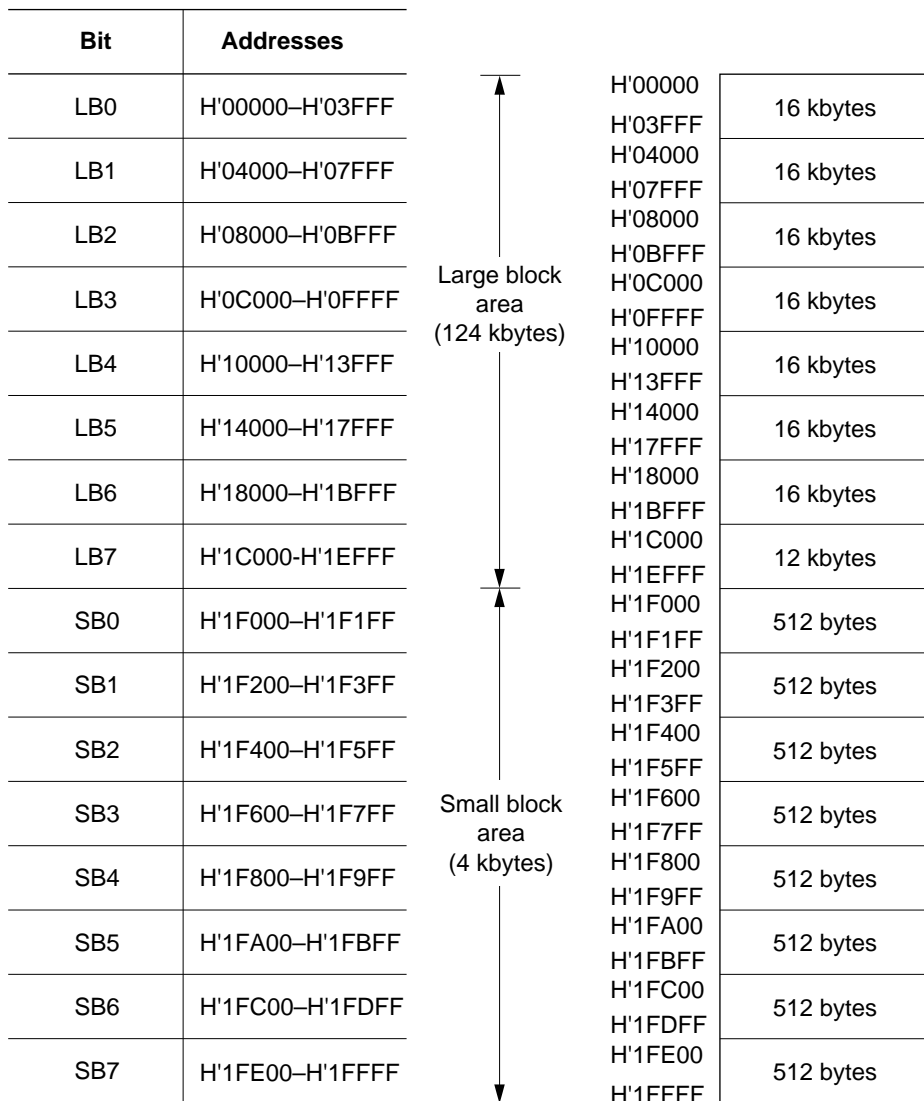 Bit Addresses
LB0 H'00000–H'03FFF
LB1 H'04000–H'07FFF
LB2 H'08000–H'0BFFF
LB3 H'0C000–H'0FFFF
LB4 H'10000–H'13FFF
LB5 H'14000–H'17FFF
LB6 H'18000–H'1BFFF
LB7 H'1C000-H'1EFFF
SB0 H'1F000–H'1F1FF
SB1 H'1F200–H'1F3FF
SB2 H'1F400–H'1F5FF
SB3 H'1F600–H'1F7FF
SB4 H'1F800–H'1F9FF
SB5 H'1FA00–H'1FBFF
SB6 H'1FC00–H'1FDFF
SB7 H'1FE00–H'1FFFF
Large block
area
(124 kbytes)
Small block
area
(4 kbytes)
H'00000
16 kbytes
H'03FFF
H'04000
16 kbytes
H'07FFF
H'08000
16 kbytes
H'0BFFF
H'0C000
16 kbytes
H'0FFFF
H'10000
16 kbytes
H'13FFF
H'14000
16 kbytes
H'17FFF
H'18000
16 kbytes
H'1BFFF
H'1C000
12 kbytes
H'1EFFF
H'1F000
512 bytes
H'1F1FF
H'1F200
512 bytes
H'1F3FF
H'1F400
512 bytes
H'1F5FF
H'1F600
512 bytes
H'1F7FF
H'1F800
512 bytes
H'1F9FF
H'1FA00
512 bytes
H'1FBFF
H'1FC00
512 bytes
H'1FDFF
H'1FE00
512 bytes
H'1FFFF